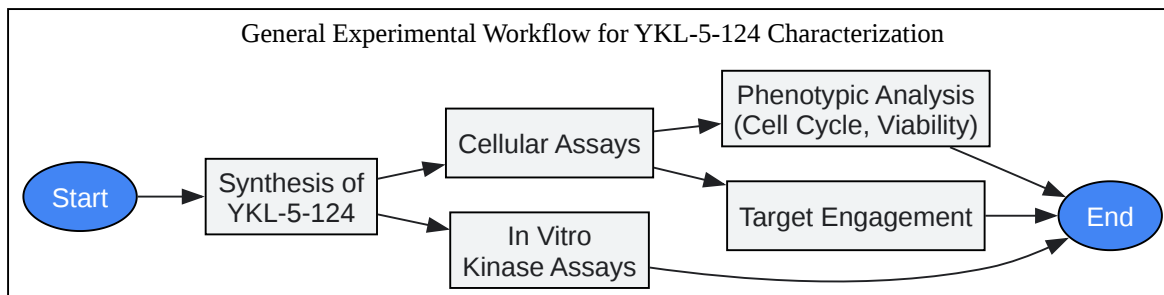 General Experimental Workflow for YKL-5-124 Characterization
Start
Synthesis of
YKL-5-124
Cellular Assays
In Vitro
Kinase Assays
Phenotypic Analysis
(Cell Cycle, Viability)
Target Engagement
End